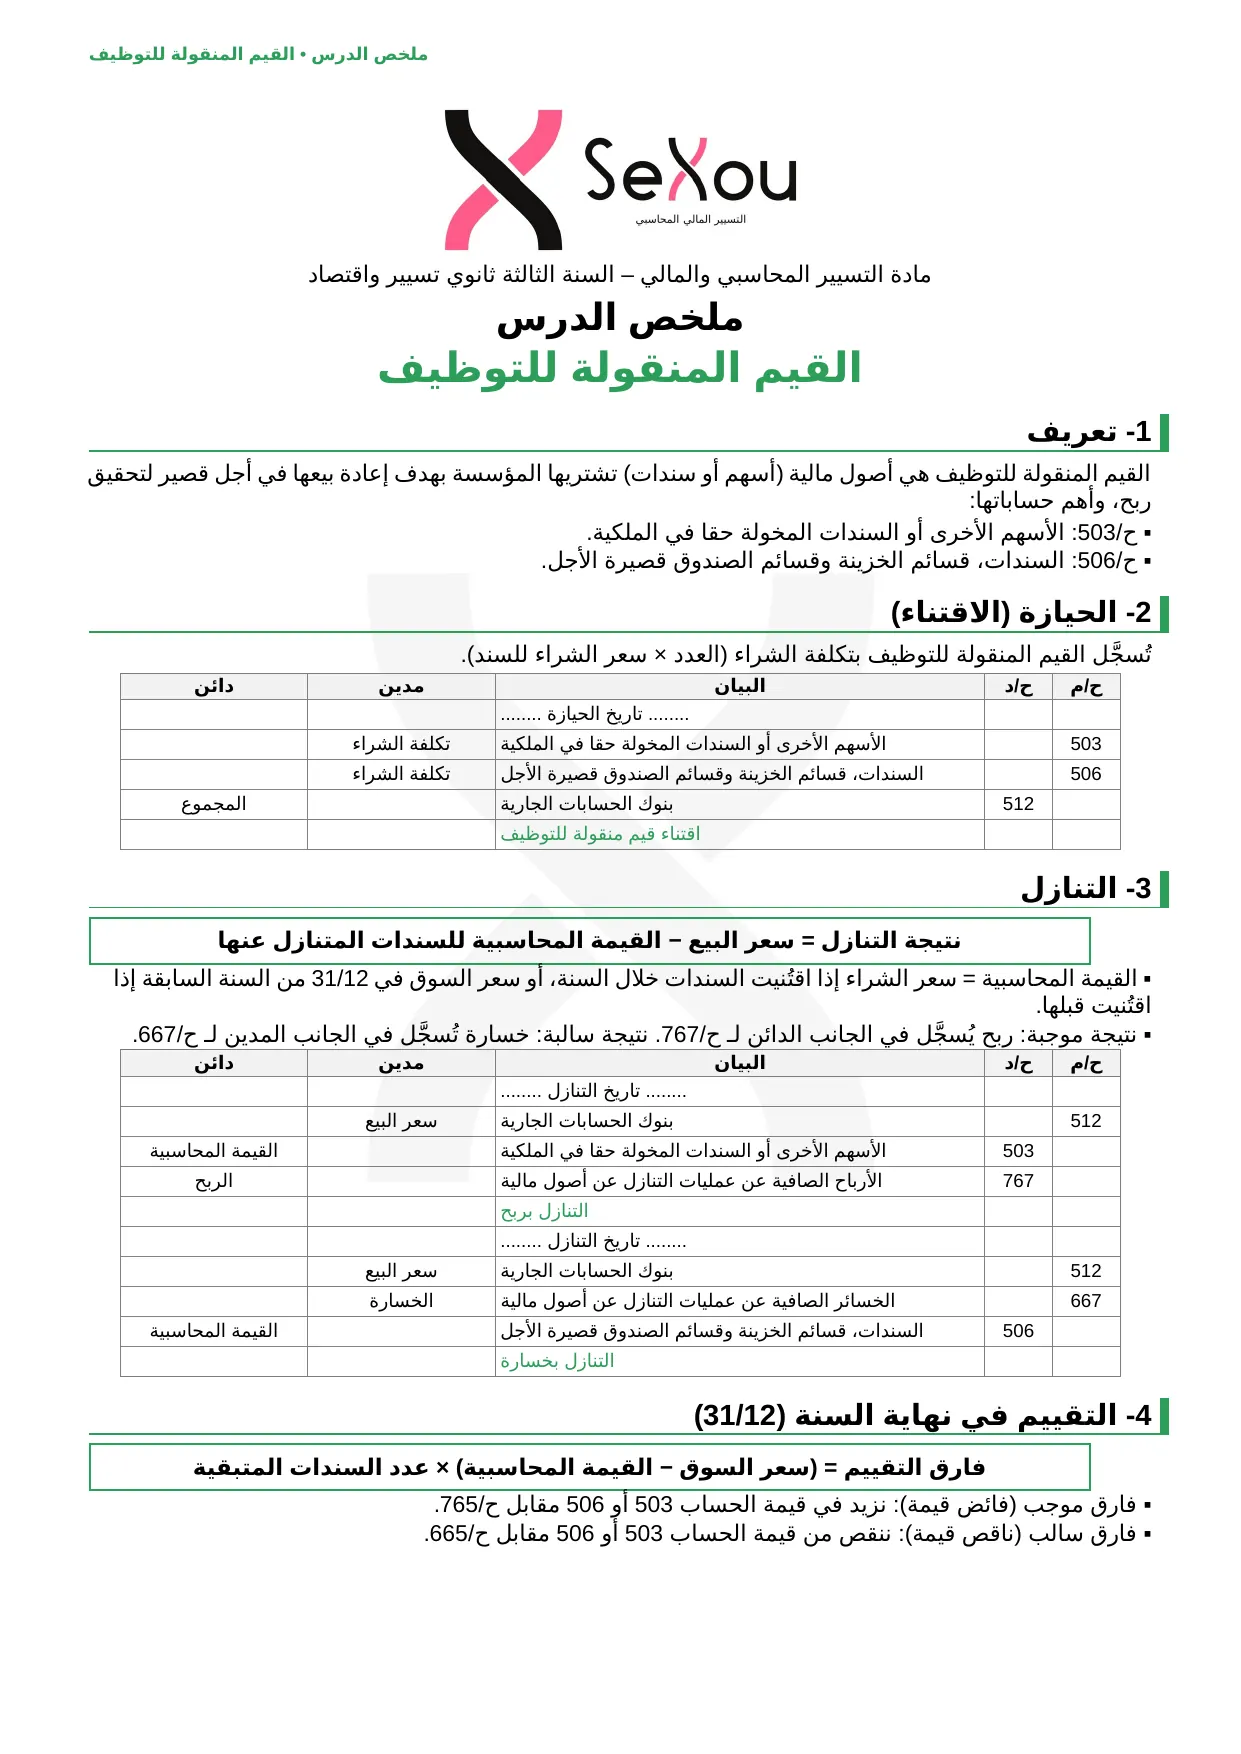 ملخص الدرس • القيم المنقولة للتوظيف
SeXou
التسيير المالي المحاسبي
مادة التسيير المحاسبي والمالي – السنة الثالثة ثانوي تسيير واقتصاد
ملخص الدرس
القيم المنقولة للتوظيف
1- تعريف
القيم المنقولة للتوظيف هي أصول مالية (أسهم أو سندات) تشتريها المؤسسة بهدف إعادة بيعها في أجل قصير لتحقيق
ربح، وأهم حساباتها:
▪ ح/503: الأسهم الأخرى أو السندات المخولة حقا في الملكية.
▪ ح/506: السندات، قسائم الخزينة وقسائم الصندوق قصيرة الأجل.
2- الحيازة (الاقتناء)
تُسجَّل القيم المنقولة للتوظيف بتكلفة الشراء (العدد × سعر الشراء للسند).
ح/م ح/د البيان مدين دائن
........ تاريخ الحيازة ........
503 الأسهم الأخرى أو السندات المخولة حقا في الملكية تكلفة الشراء
506 السندات، قسائم الخزينة وقسائم الصندوق قصيرة الأجل تكلفة الشراء
512 بنوك الحسابات الجارية المجموع
اقتناء قيم منقولة للتوظيف
3- التنازل
نتيجة التنازل = سعر البيع − القيمة المحاسبية للسندات المتنازل عنها
▪ القيمة المحاسبية = سعر الشراء إذا اقتُنيت السندات خلال السنة، أو سعر السوق في 31/12 من السنة السابقة إذا
اقتُنيت قبلها.
▪ نتيجة موجبة: ربح يُسجَّل في الجانب الدائن لـ ح/767. نتيجة سالبة: خسارة تُسجَّل في الجانب المدين لـ ح/667.
ح/م ح/د البيان مدين دائن
........ تاريخ التنازل ........
512 بنوك الحسابات الجارية سعر البيع
503 الأسهم الأخرى أو السندات المخولة حقا في الملكية القيمة المحاسبية
767 الأرباح الصافية عن عمليات التنازل عن أصول مالية الربح
التنازل بربح
........ تاريخ التنازل ........
512 بنوك الحسابات الجارية سعر البيع
667 الخسائر الصافية عن عمليات التنازل عن أصول مالية الخسارة
506 السندات، قسائم الخزينة وقسائم الصندوق قصيرة الأجل القيمة المحاسبية
التنازل بخسارة
4- التقييم في نهاية السنة (31/12)
فارق التقييم = (سعر السوق − القيمة المحاسبية) × عدد السندات المتبقية
▪ فارق موجب (فائض قيمة): نزيد في قيمة الحساب 503 أو 506 مقابل ح/765.
▪ فارق سالب (ناقص قيمة): ننقص من قيمة الحساب 503 أو 506 مقابل ح/665.